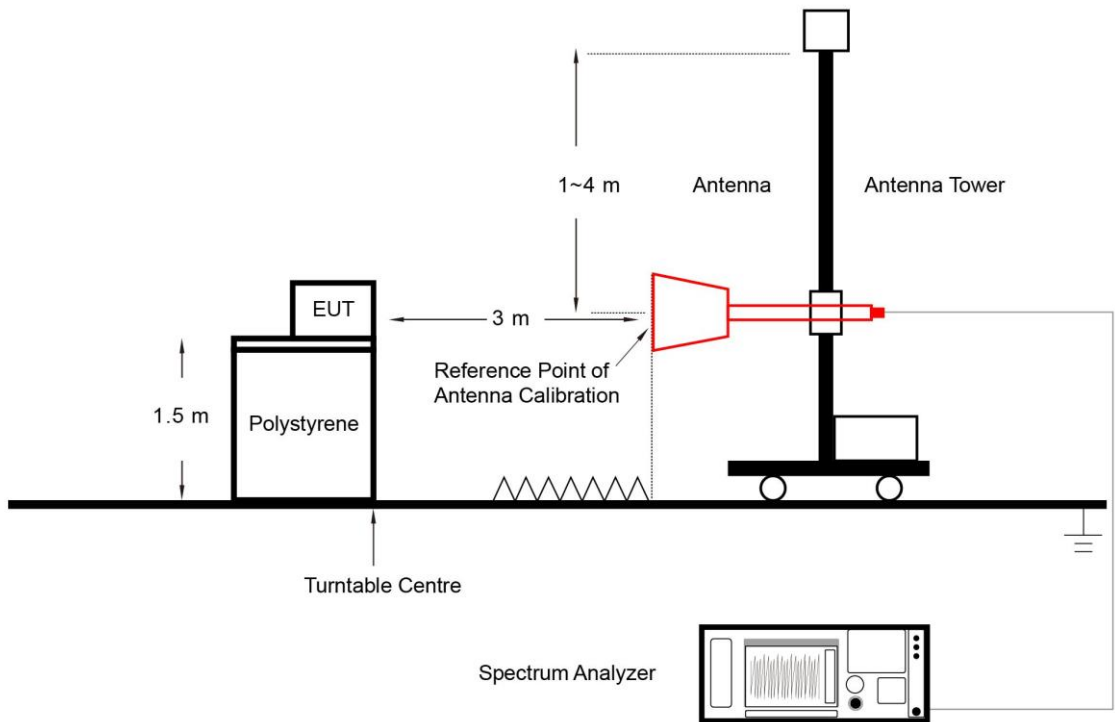 1~4 m
Antenna
Antenna Tower
EUT
3 m
Reference Point of
Antenna Calibration
1.5 m
Polystyrene
Turntable Centre
Spectrum Analyzer